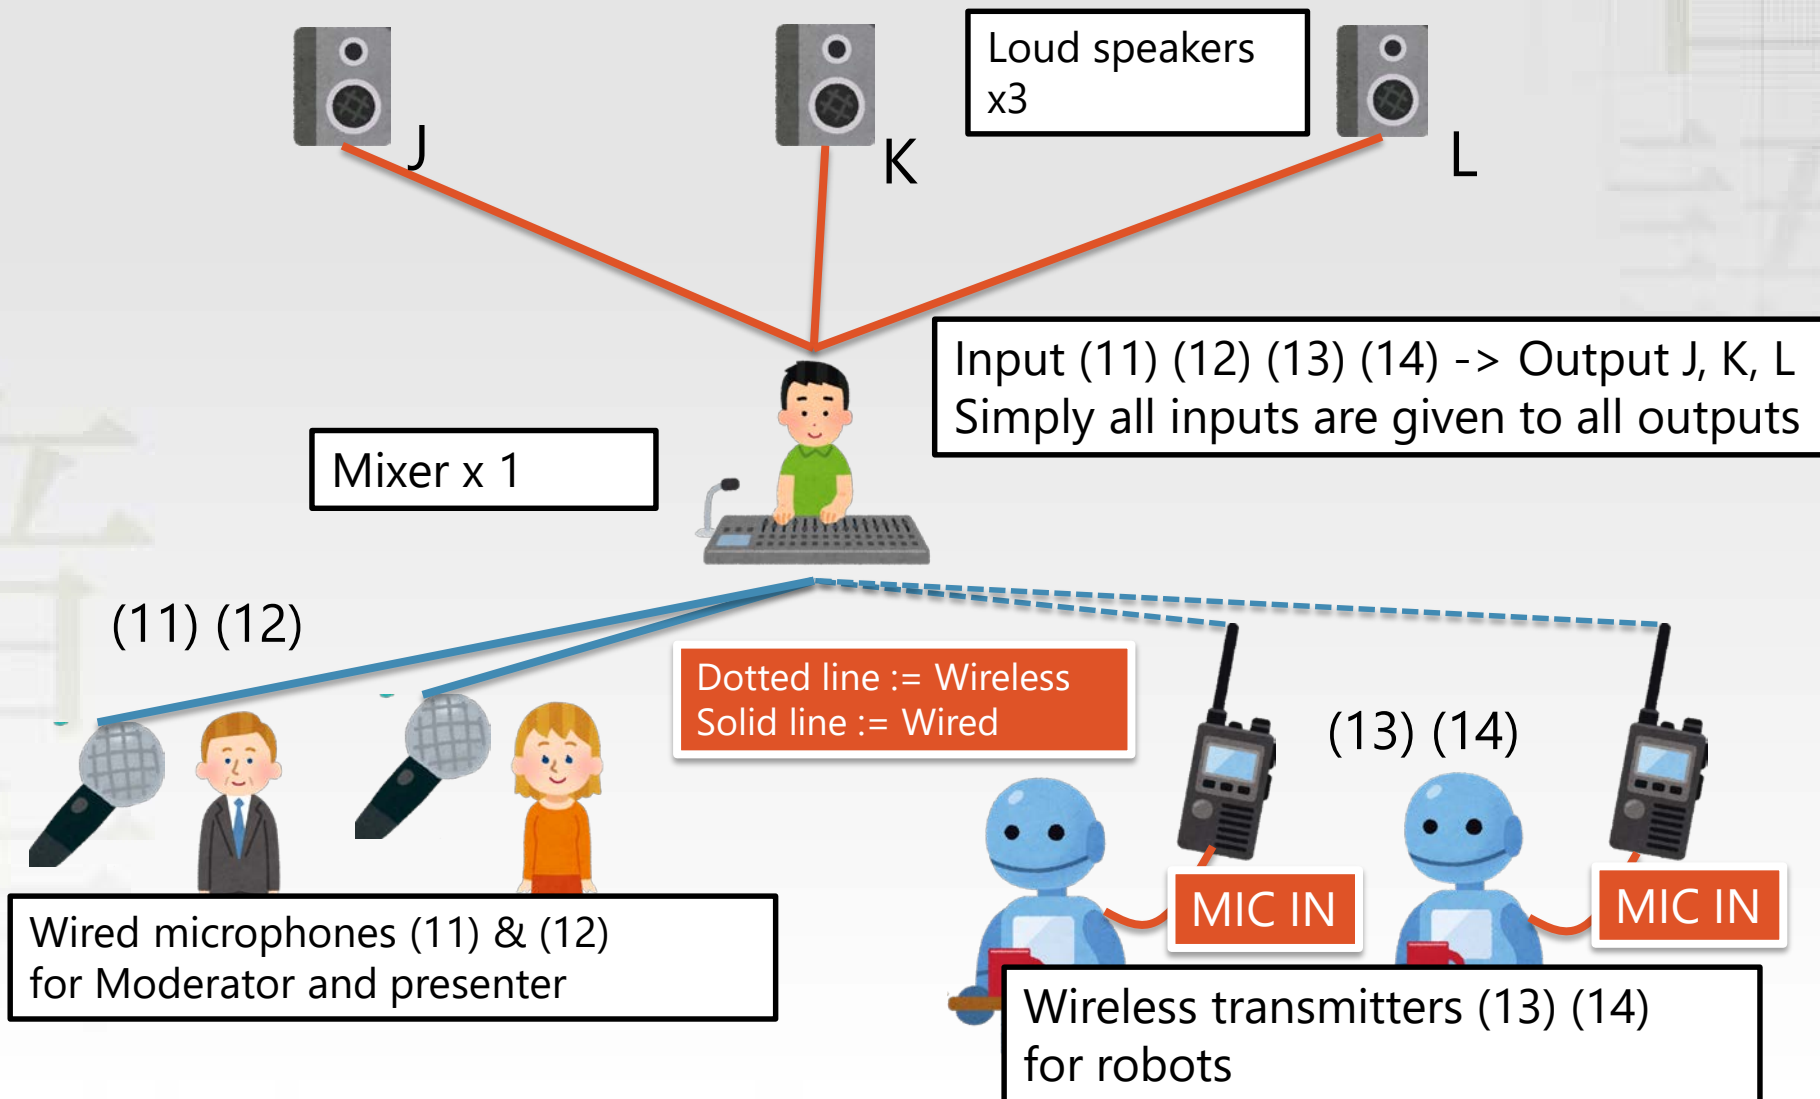 Loud speakers
x3
J
K
L
Input (11) (12) (13) (14) -> Output J, K, L
Simply all inputs are given to all outputs
Mixer x 1
(11) (12)
Dotted line := Wireless
Solid line := Wired
(13) (14)
MIC IN
MIC IN
Wired microphones (11) & (12)
for Moderator and presenter
Wireless transmitters (13) (14)
for robots